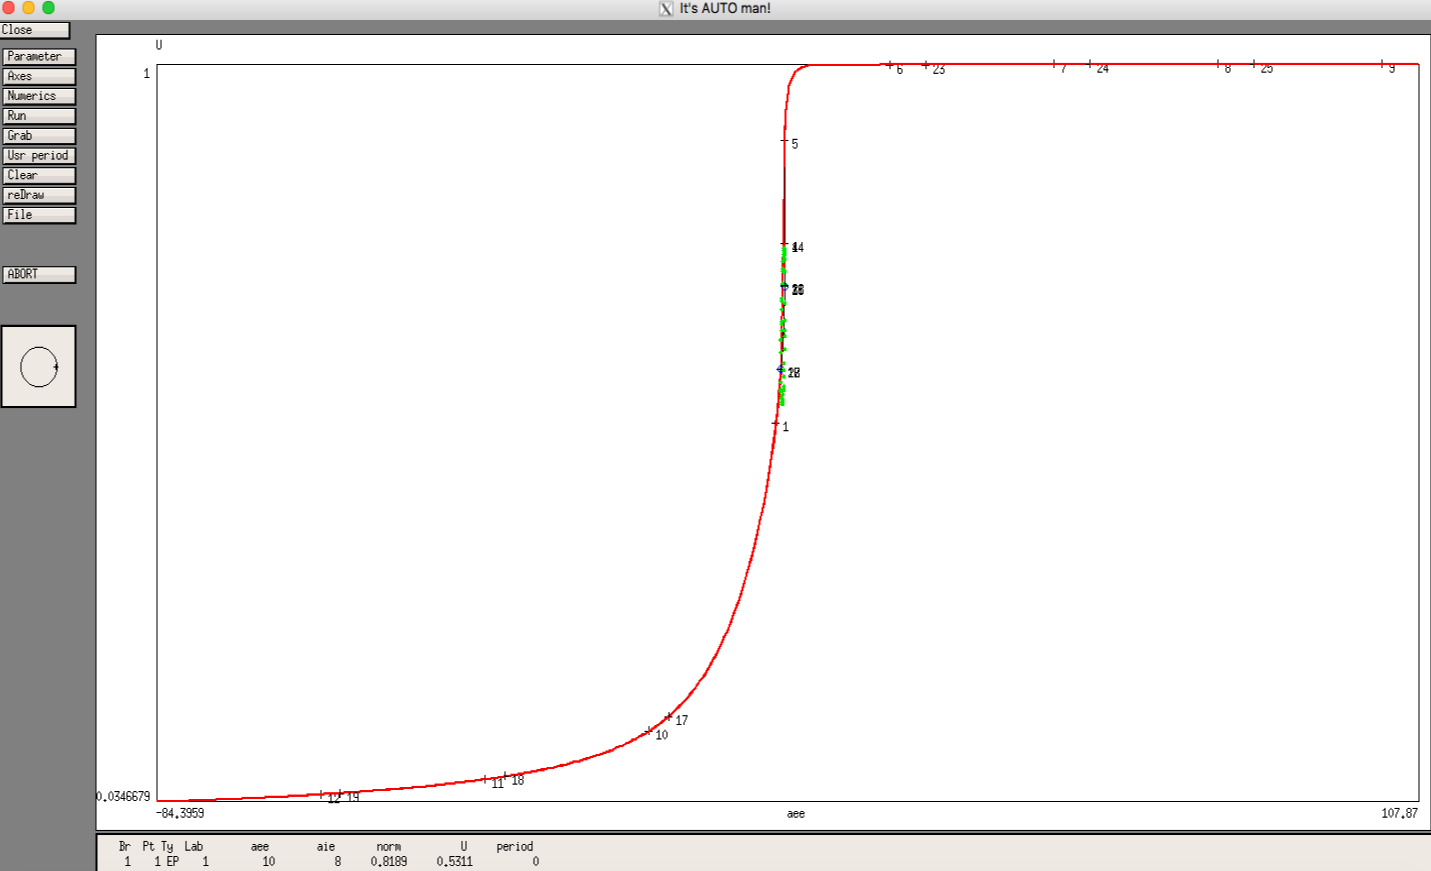 It's AUTO man!
Close
Parameter
Axes
Numerics
Run
Grab
Usr period
Clear
reDraw
File
ABORT
U
1
6 23 7 24 8 25 9
5
1
17
10
11 18
12 19
0.0346679
-84.3959 aee 107.87
Br Pt Ty Lab aee aie norm U period
1 1 EP 1 10 8 0.8189 0.5311 0